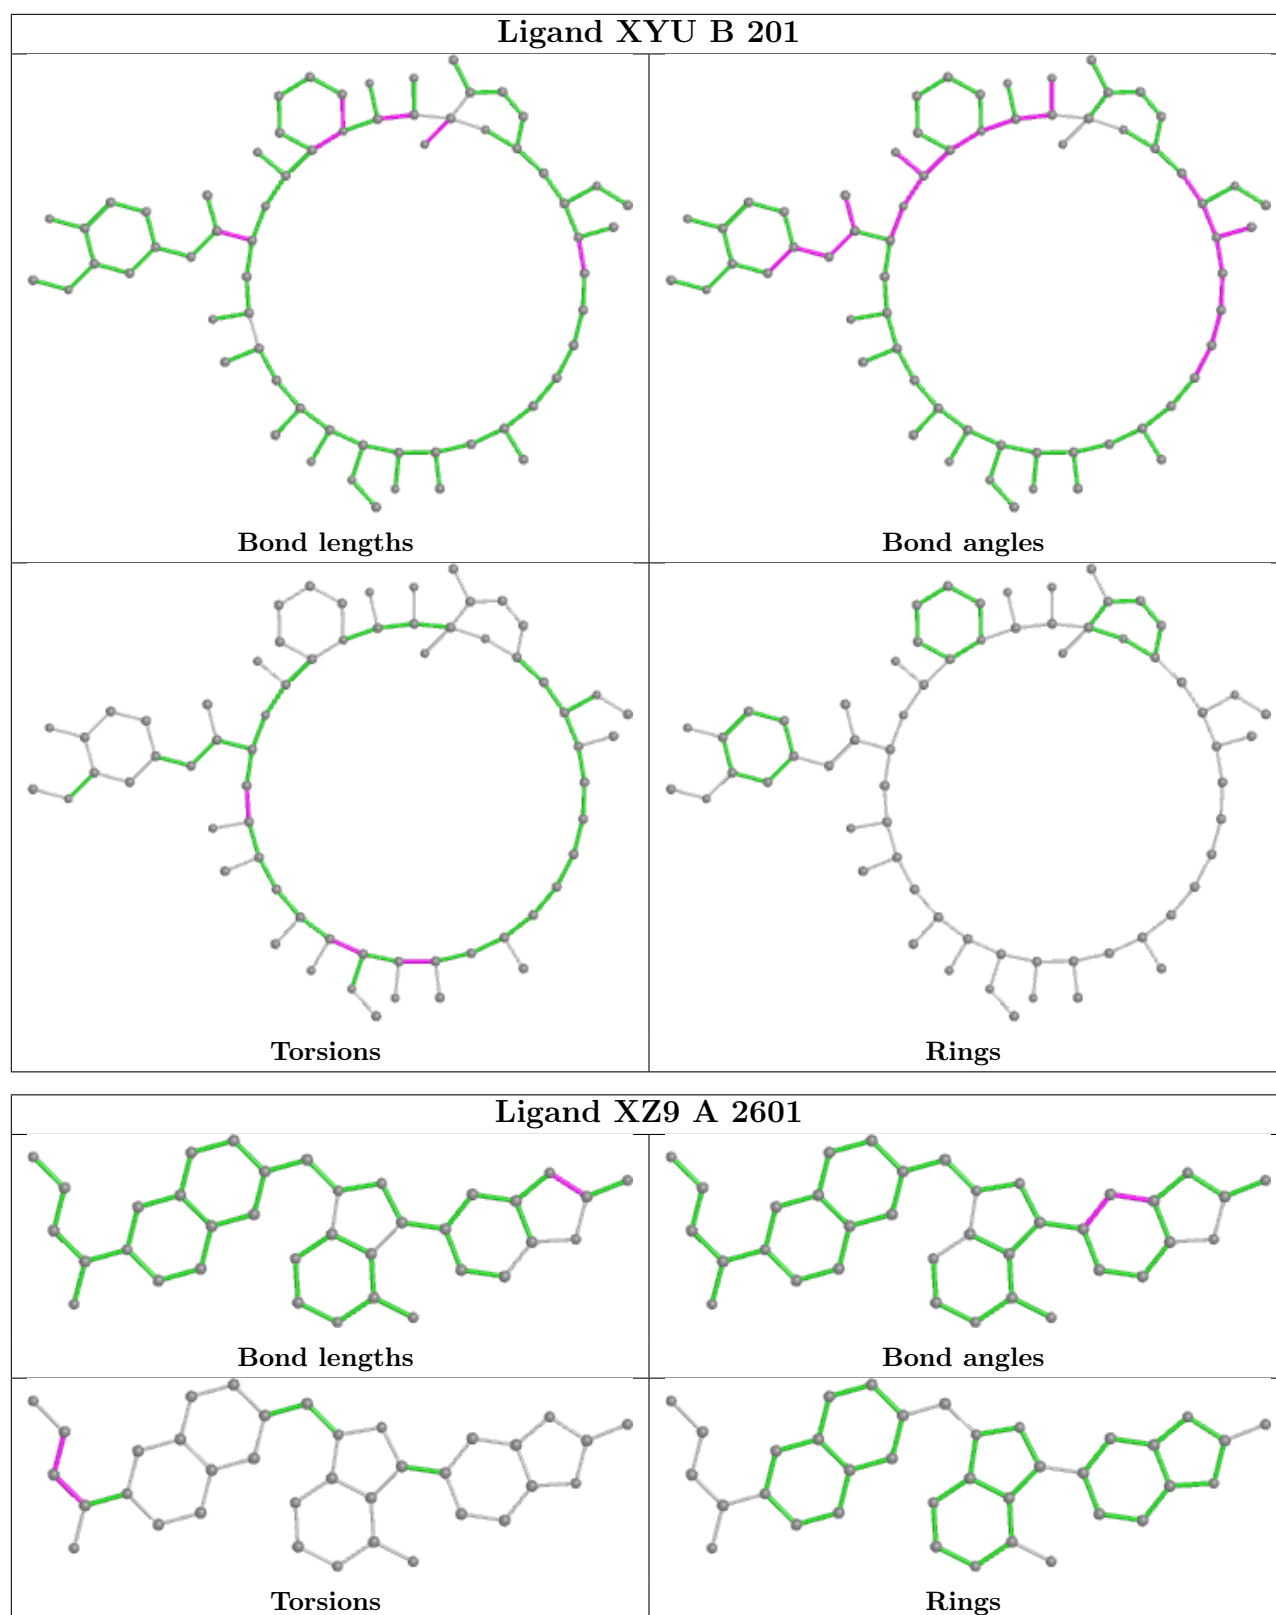 Ligand XYU B 201
Bond lengths
Bond angles
Torsions
Rings
Ligand XZ9 A 2601
Bond lengths
Bond angles
Torsions
Rings